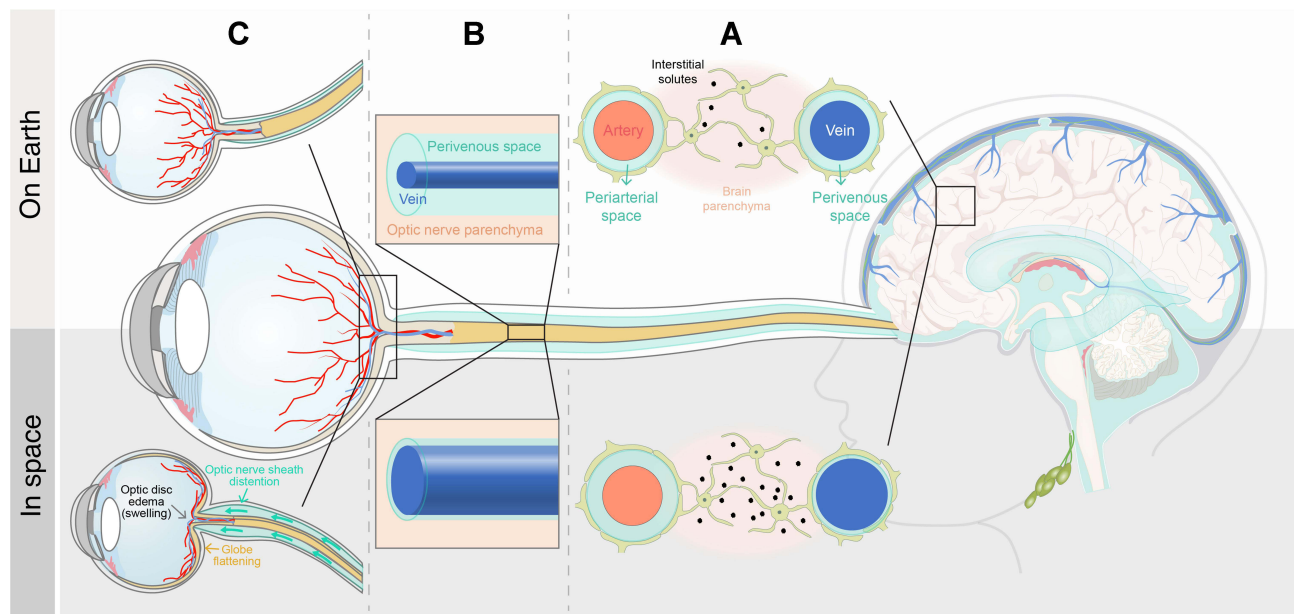 C
B
A
On Earth
Interstitial
solutes
Artery
Vein
Periarterial
space
Brain
parenchyma
Perivenous
space
Perivenous space
Vein
Optic nerve parenchyma
In space
Optic nerve sheath
distention
Optic disc
edema
(swelling)
Globe
flattening